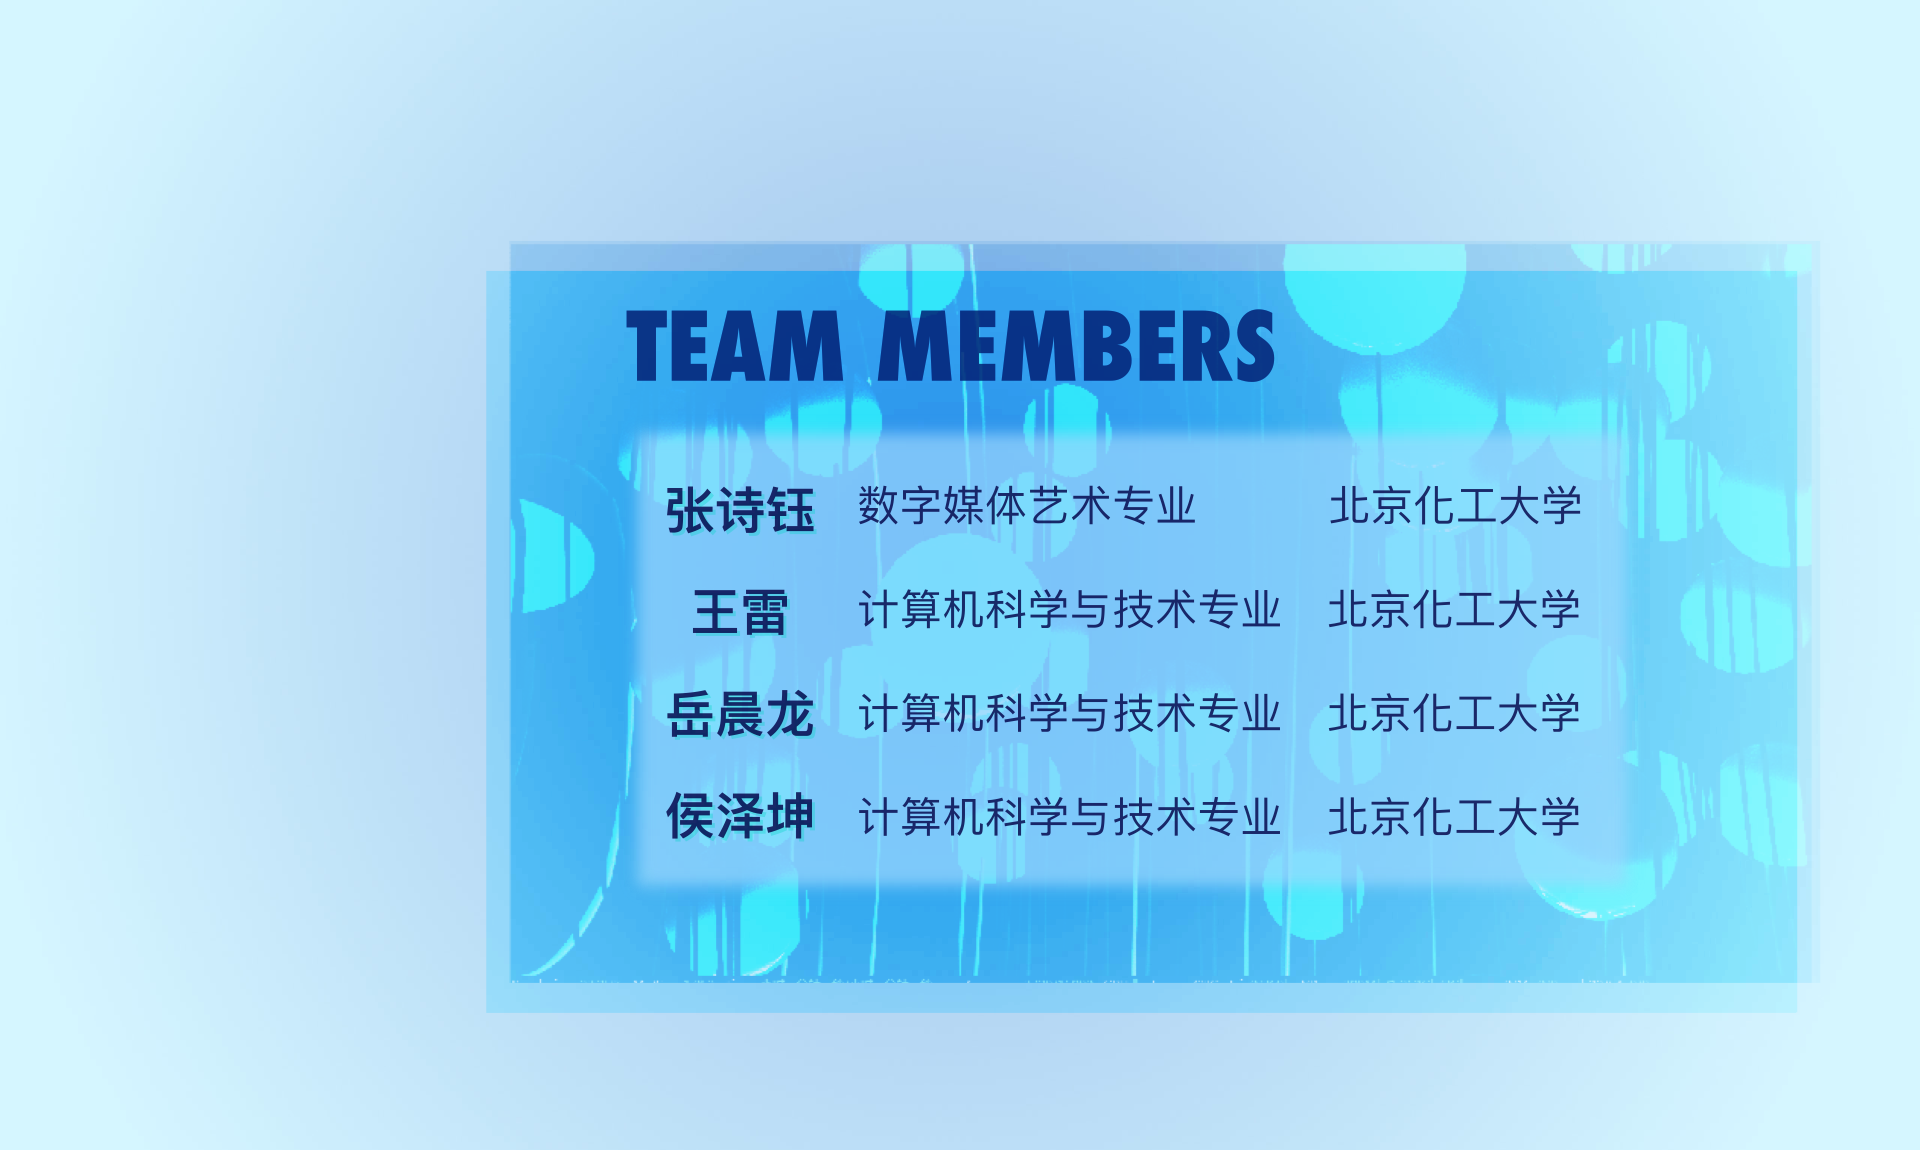 TEAM MEMBERS
张诗钰 数字媒体艺术专业 北京化工大学
王雷 计算机科学与技术专业 北京化工大学
岳晨龙 计算机科学与技术专业 北京化工大学
侯泽坤 计算机科学与技术专业 北京化工大学